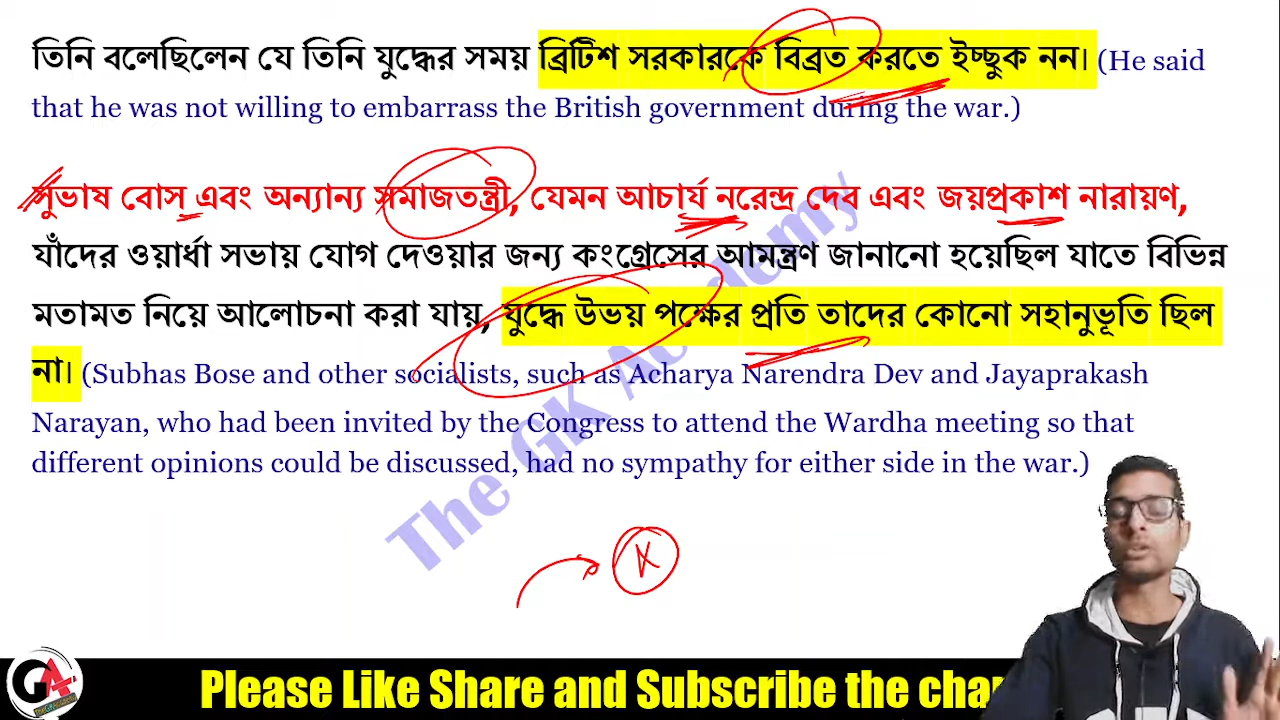 তিনি বলেছিলেন যে তিনি যুদ্ধের সময় ব্রিটিশ সরকারকে বিব্রত করতে ইচ্ছুক নন। (He said
that he was not willing to embarrass the British government during the war.)
সুভাষ বোস এবং অন্যান্য সমাজতন্ত্রী, যেমন আচার্য নরেন্দ্র দেব এবং জয়প্রকাশ নারায়ণ,
যাঁদের ওয়ার্ধা সভায় যোগ দেওয়ার জন্য কংগ্রেসের আমন্ত্রণ জানানো হয়েছিল যাতে বিভিন্ন
মতামত নিয়ে আলোচনা করা যায়, যুদ্ধে উভয় পক্ষের প্রতি তাদের কোনো সহানুভূতি ছিল
না। (Subhas Bose and other socialists, such as Acharya Narendra Dev and Jayaprakash
Narayan, who had been invited by the Congress to attend the Wardha meeting so that
different opinions could be discussed, had no sympathy for either side in the war.)
The GK Academy
Please Like Share and Subscribe the